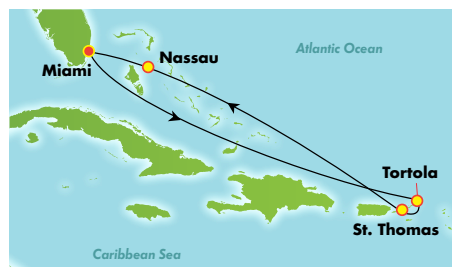 Atlantic Ocean
Nassau
Miami
Tortola
St. Thomas
Caribbean Sea